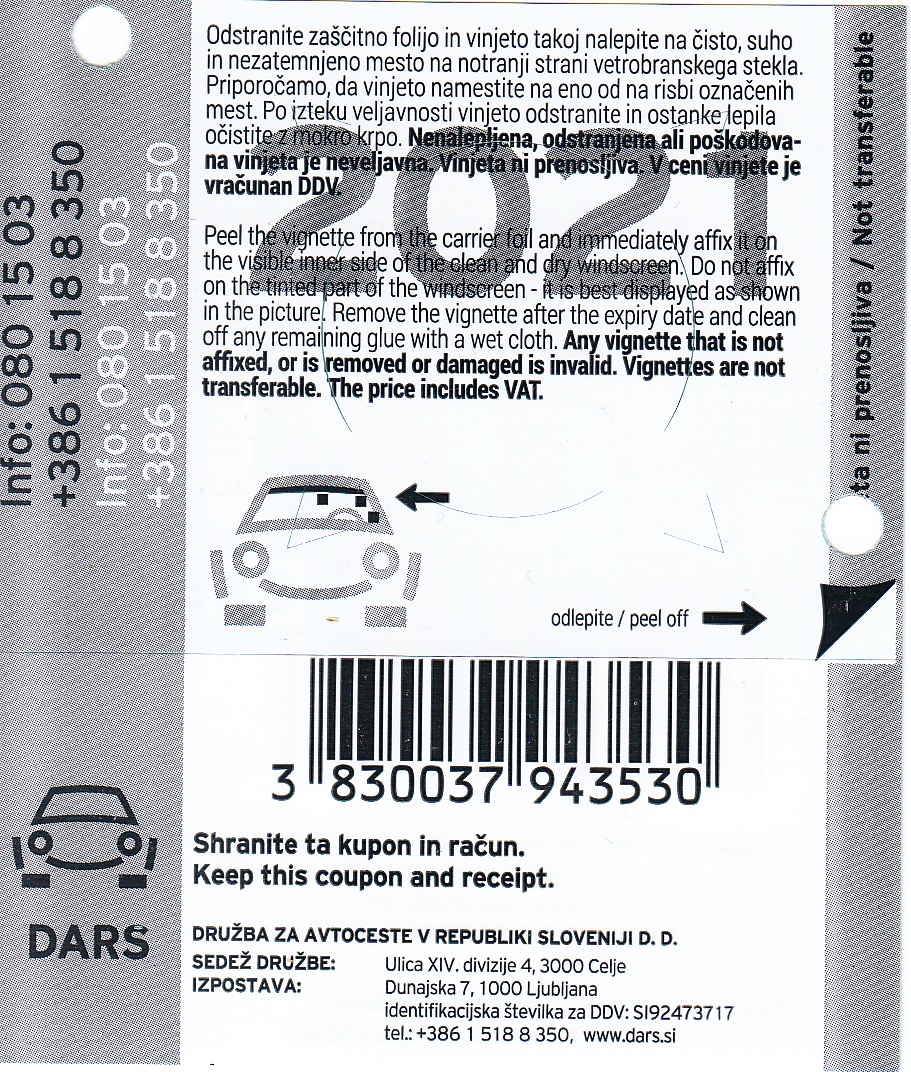 Odstranite zaščitno folijo in vinjeto takoj nalepite na čisto, suho
in nezatemnjeno mesto na notranji strani vetrobranskega stekla.
Priporočamo, da vinjeto namestite na eno od na risbi označenih
mest. Po izteku veljavnosti vinjeto odstranite in ostanke lepila
očistite z mokro krpo. Nenalepljena, odstranjena ali poškodova-
na vinjeta je neveljavna. Vinjeta ni prenosljiva. V ceni vinjete je
vračunan DDV.
2021
Peel the vignette from the carrier foil and immediately affix it on
the visible inner side of the clean and dry windscreen. Do not affix
on the tinted part of the windscreen - it is best displayed as shown
in the picture. Remove the vignette after the expiry date and clean
off any remaining glue with a wet cloth. Any vignette that is not
affixed, or is removed or damaged is invalid. Vignettes are not
transferable. The price includes VAT.
Info: 080 15 03
+386 1 518 8 350
Info: 080 15 03
+386 1 518 8 350
ta ni prenosljiva / Not transferable
odlepite / peel off
3 830037 943530
Shranite ta kupon in račun.
Keep this coupon and receipt.
DARS
DRUŽBA ZA AVTOCESTE V REPUBLIKI SLOVENIJI D. D.
SEDEŽ DRUŽBE: Ulica XIV. divizije 4, 3000 Celje
IZPOSTAVA: Dunajska 7, 1000 Ljubljana
identifikacijska številka za DDV: SI92473717
tel.: +386 1 518 8 350, www.dars.si